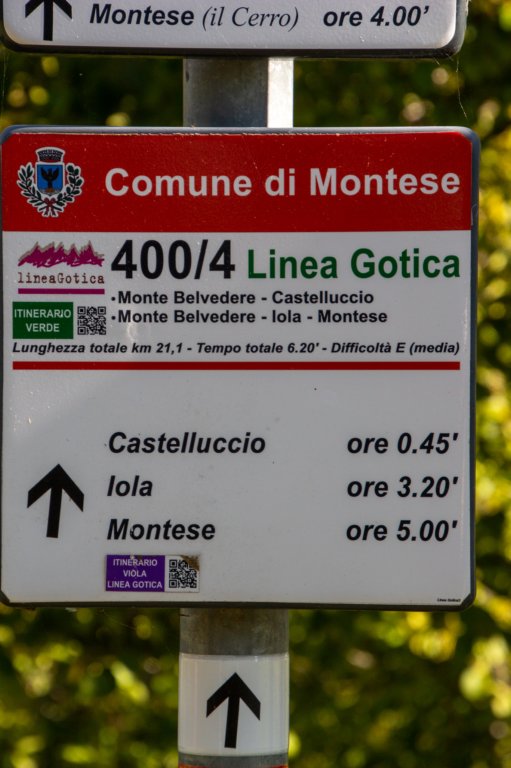 Montese (il Cerro) ore 4.00'
Comune di Montese
lineaGotica
400/4 Linea Gotica
ITINERARIO
VERDE
•Monte Belvedere - Castelluccio
•Monte Belvedere - Iola - Montese
Lunghezza totale km 21,1 - Tempo totale 6.20' - Difficoltà E (media)
Castelluccio ore 0.45'
Iola ore 3.20'
Montese ore 5.00'
ITINERARIO
VIOLA
LINEA GOTICA